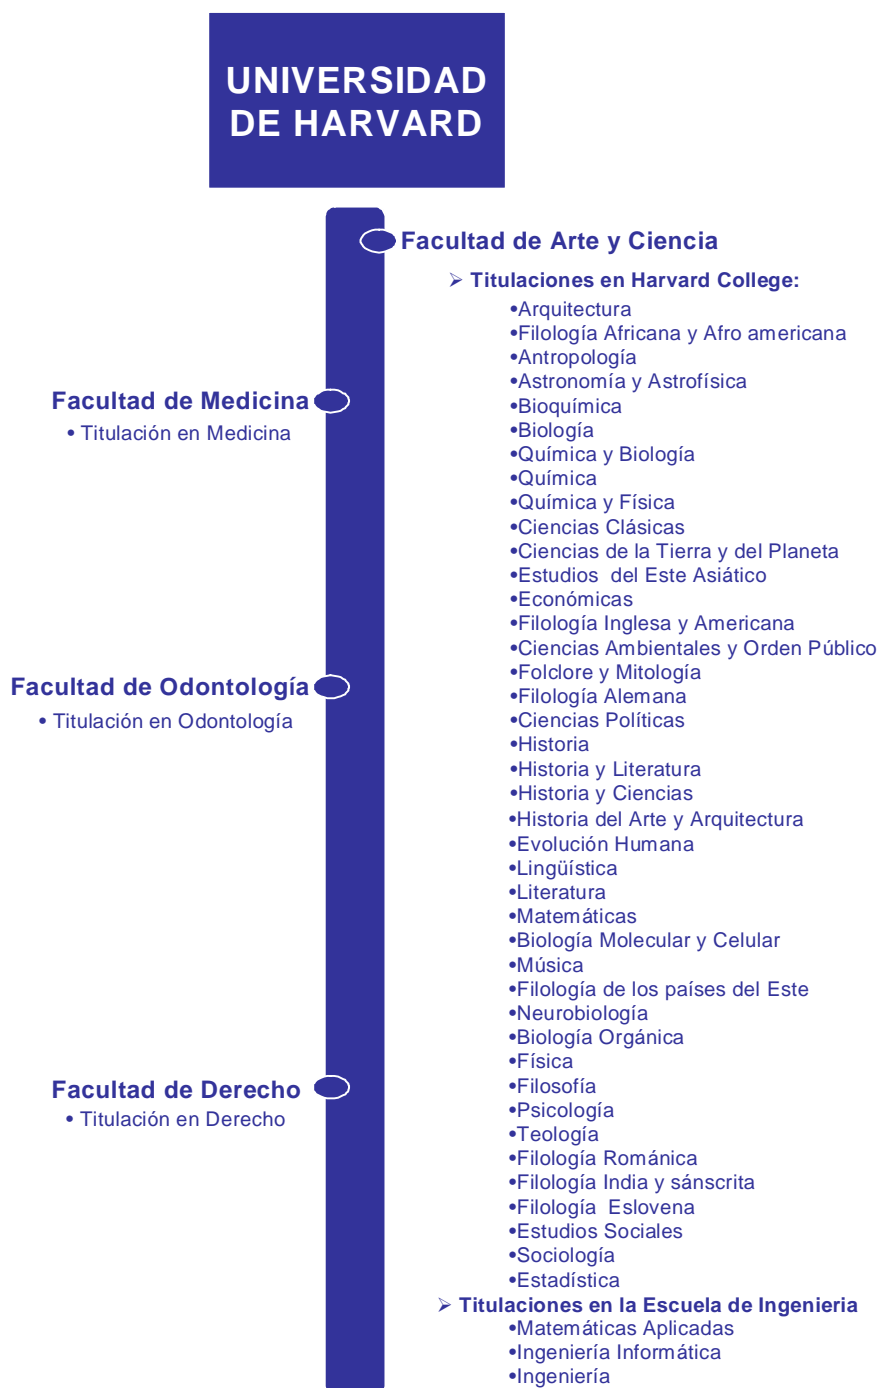 UNIVERSIDAD
DE HARVARD
Facultad de Arte y Ciencia
➢ Titulaciones en Harvard College:
•Arquitectura
•Filología Africana y Afro americana
•Antropología
•Astronomía y Astrofísica
•Bioquímica
•Biología
•Química y Biología
•Química
•Química y Física
•Ciencias Clásicas
•Ciencias de la Tierra y del Planeta
•Estudios del Este Asiático
•Económicas
•Filología Inglesa y Americana
•Ciencias Ambientales y Orden Público
•Folclore y Mitología
•Filología Alemana
•Ciencias Políticas
•Historia
•Historia y Literatura
•Historia y Ciencias
•Historia del Arte y Arquitectura
•Evolución Humana
•Lingüística
•Literatura
•Matemáticas
•Biología Molecular y Celular
•Música
•Filología de los países del Este
•Neurobiología
•Biología Orgánica
•Física
•Filosofía
•Psicología
•Teología
•Filología Románica
•Filología India y sánscrita
•Filología Eslovena
•Estudios Sociales
•Sociología
•Estadística
➢ Titulaciones en la Escuela de Ingenieria
•Matemáticas Aplicadas
•Ingeniería Informática
•Ingeniería
Facultad de Medicina
• Titulación en Medicina
Facultad de Odontología
• Titulación en Odontología
Facultad de Derecho
• Titulación en Derecho